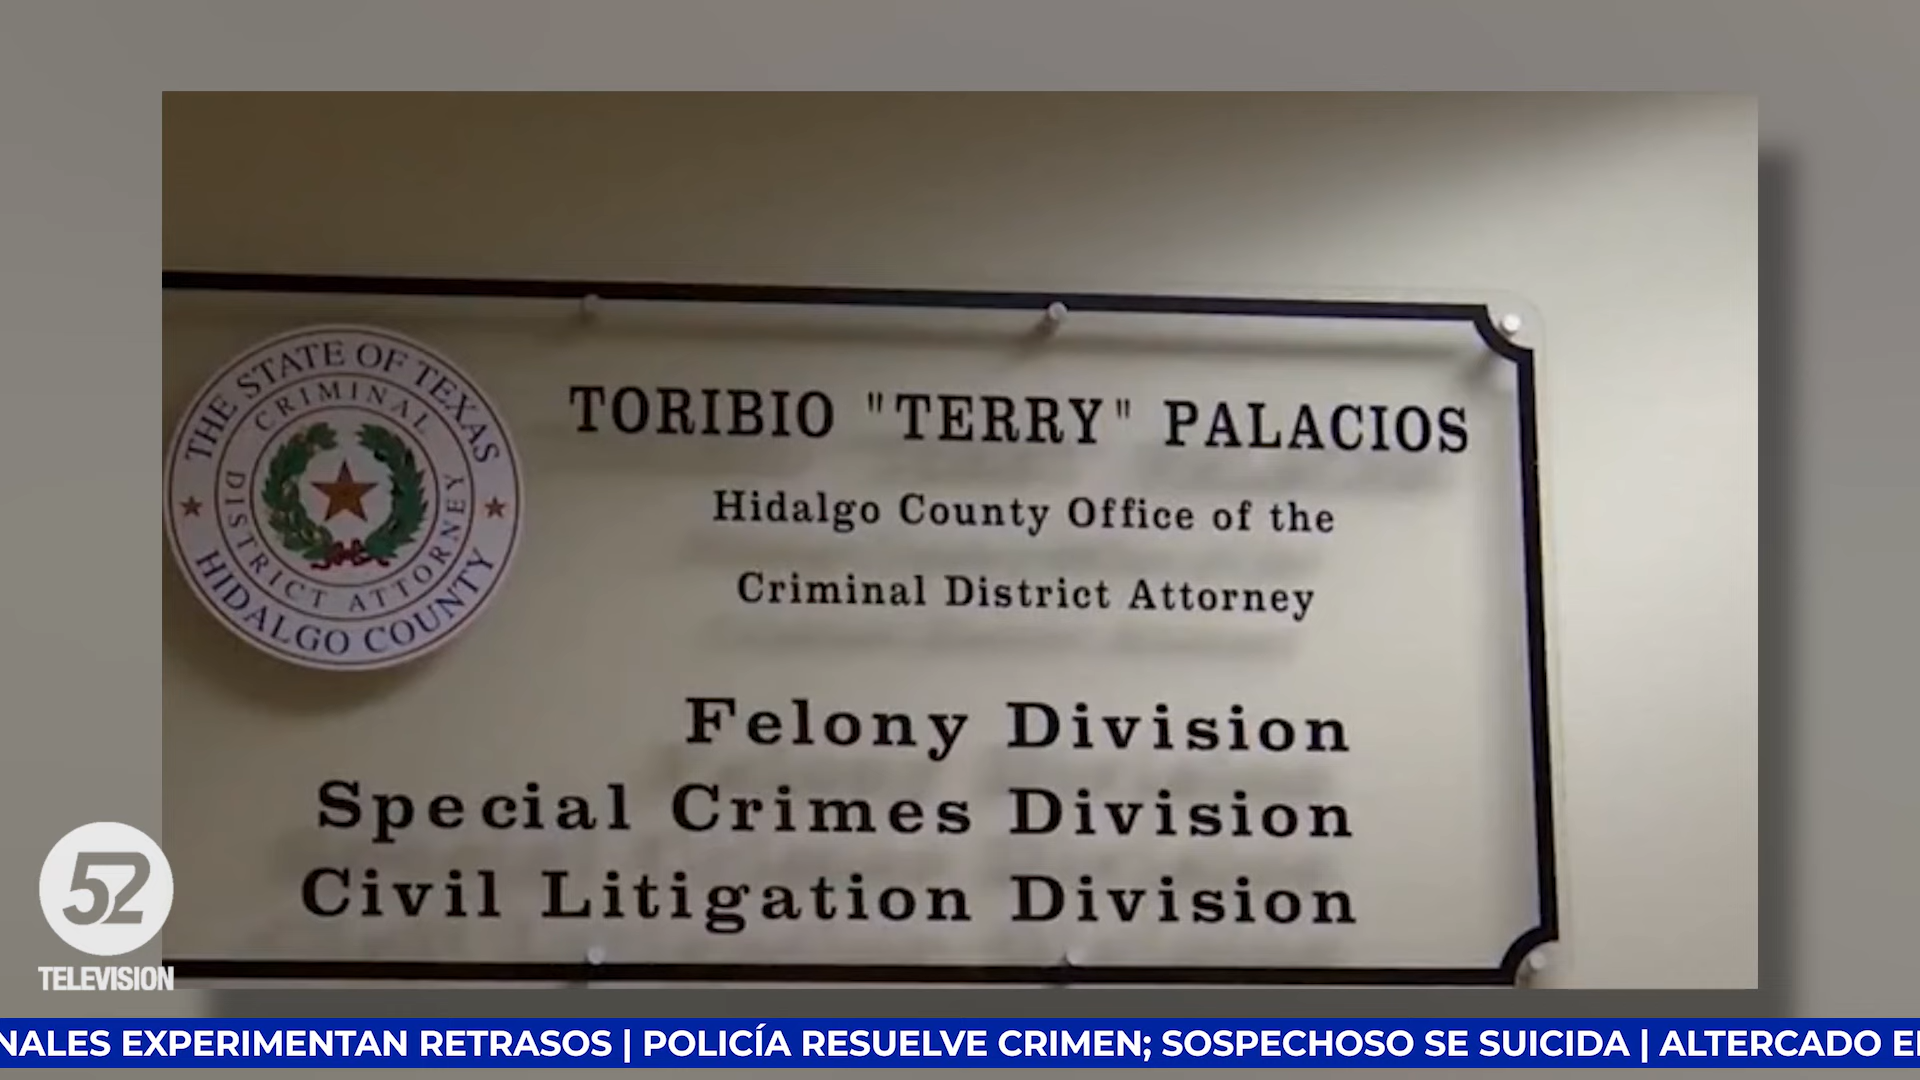 THE STATE OF TEXAS
CRIMINAL
DISTRICT ATTORNEY
HIDALGO COUNTY
TORIBIO "TERRY" PALACIOS
Hidalgo County Office of the
Criminal District Attorney
Felony Division
Special Crimes Division
Civil Litigation Division
52
TELEVISION
EXPERIMENTAN RETRASOS | POLICÍA RESUELVE CRIMEN; SOSPECHOSO SE SUICIDA | ALTERCADO